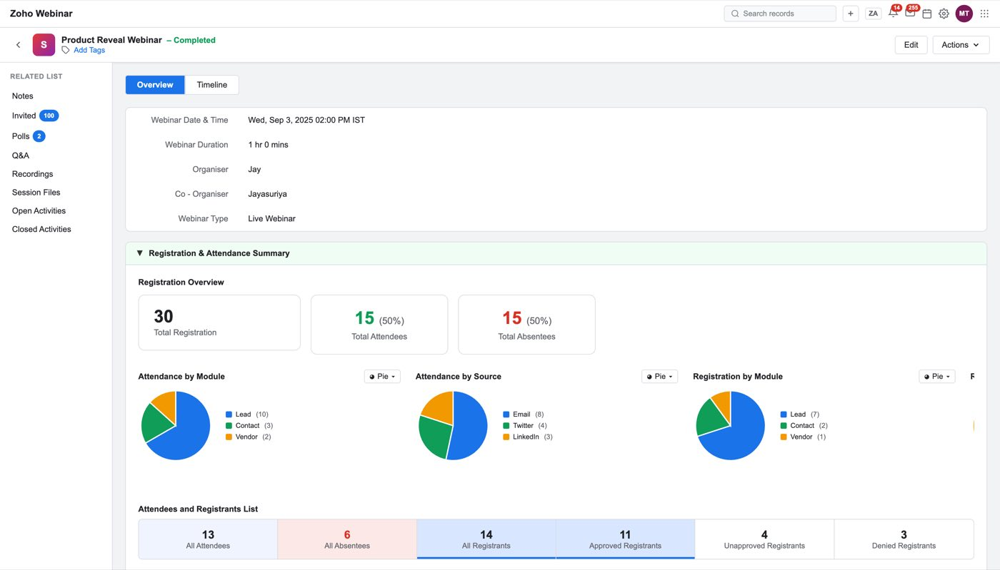 Zoho Webinar
Search records
+
ZA
14
255
MT
S
Product Reveal Webinar – Completed
Add Tags
Edit
Actions
RELATED LIST
Notes
Invited 100
Polls 2
Q&A
Recordings
Session Files
Open Activities
Closed Activities
Overview
Timeline
Webinar Date & Time Wed, Sep 3, 2025 02:00 PM IST
Webinar Duration 1 hr 0 mins
Organiser Jay
Co - Organiser Jayasuriya
Webinar Type Live Webinar
▼ Registration & Attendance Summary
Registration Overview
30
Total Registration
15 (50%)
Total Attendees
15 (50%)
Total Absentees
Attendance by Module
Pie
Lead (10)
Contact (3)
Vendor (2)
Attendance by Source
Pie
Email (8)
Twitter (4)
LinkedIn (3)
Registration by Module
Pie
Lead (7)
Contact (2)
Vendor (1)
Attendees and Registrants List
13
All Attendees
6
All Absentees
14
All Registrants
11
Approved Registrants
4
Unapproved Registrants
3
Denied Registrants